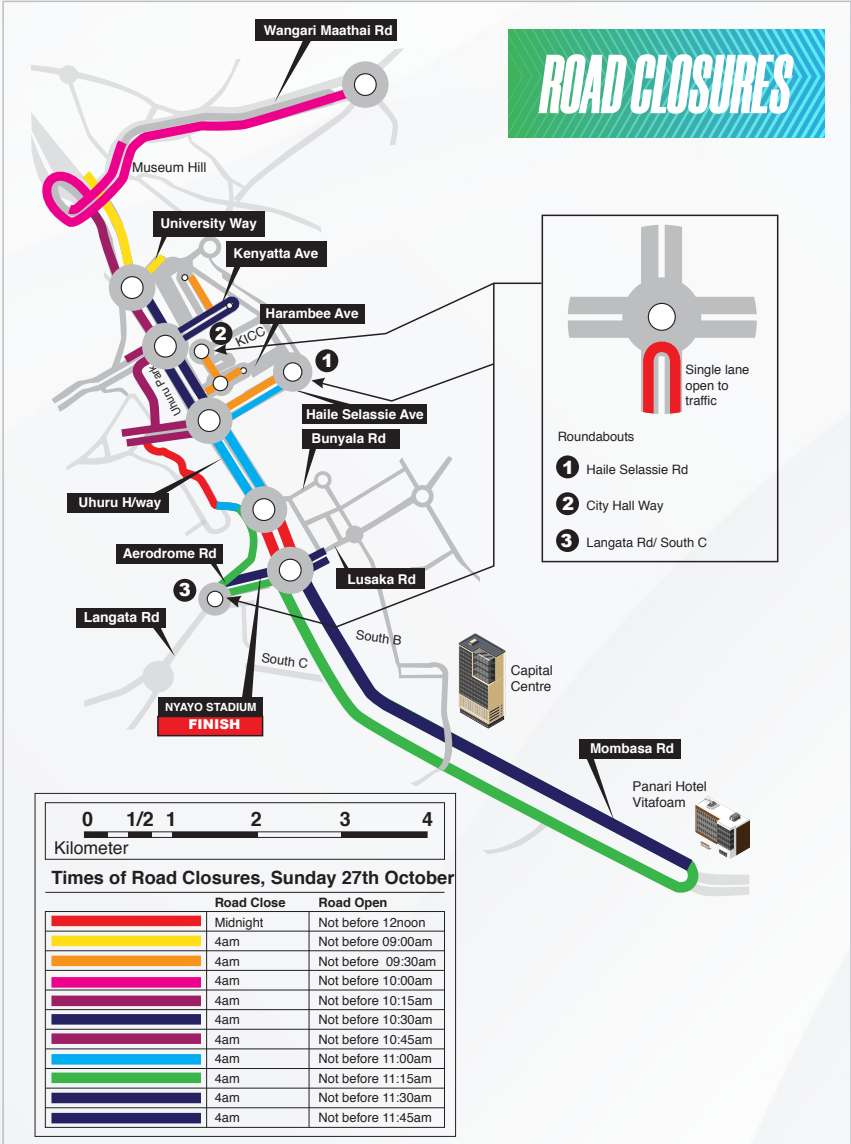 Wangari Maathai Rd
ROAD CLOSURES
Museum Hill
University Way
Kenyatta Ave
Harambee Ave
2
KICC
1
Uhuru Park
Haile Selassie Ave
Bunyala Rd
Uhuru H/way
Aerodrome Rd
3
Lusaka Rd
Langata Rd
South B
South C
NYAYO STADIUM
FINISH
Single lane
open to
traffic
Roundabouts
1 Haile Selassie Rd
2 City Hall Way
3 Langata Rd/ South C
Capital
Centre
Mombasa Rd
Panari Hotel
Vitafoam
0 1/2 1 2 3 4
Kilometer
Times of Road Closures, Sunday 27th October
Road Close Road Open
Midnight Not before 12noon
4am Not before 09:00am
4am Not before 09:30am
4am Not before 10:00am
4am Not before 10:15am
4am Not before 10:30am
4am Not before 10:45am
4am Not before 11:00am
4am Not before 11:15am
4am Not before 11:30am
4am Not before 11:45am